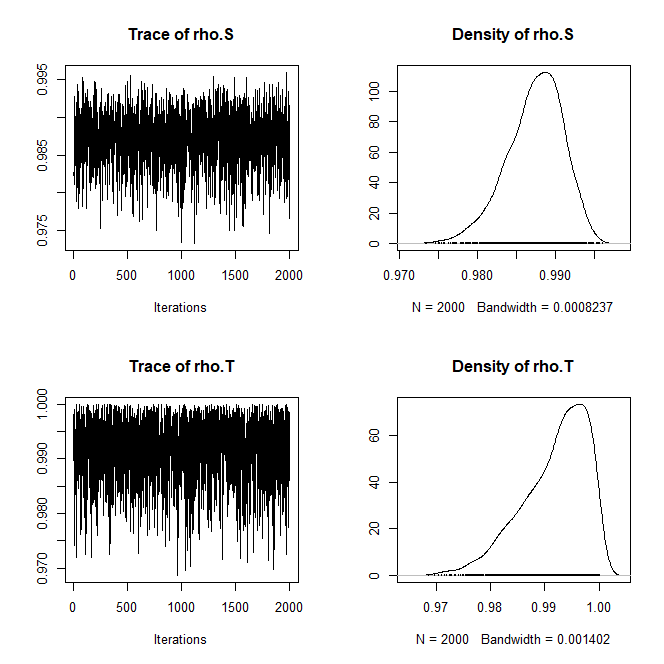 Trace of rho.S
0.995
0.985
0.975
0 500 1000 1500 2000
Iterations
Density of rho.S
100
80
60
40
20
0
0.970 0.980 0.990
N = 2000 Bandwidth = 0.0008237
Trace of rho.T
1.000
0.990
0.980
0.970
0 500 1000 1500 2000
Iterations
Density of rho.T
60
40
20
0
0.97 0.98 0.99 1.00
N = 2000 Bandwidth = 0.001402